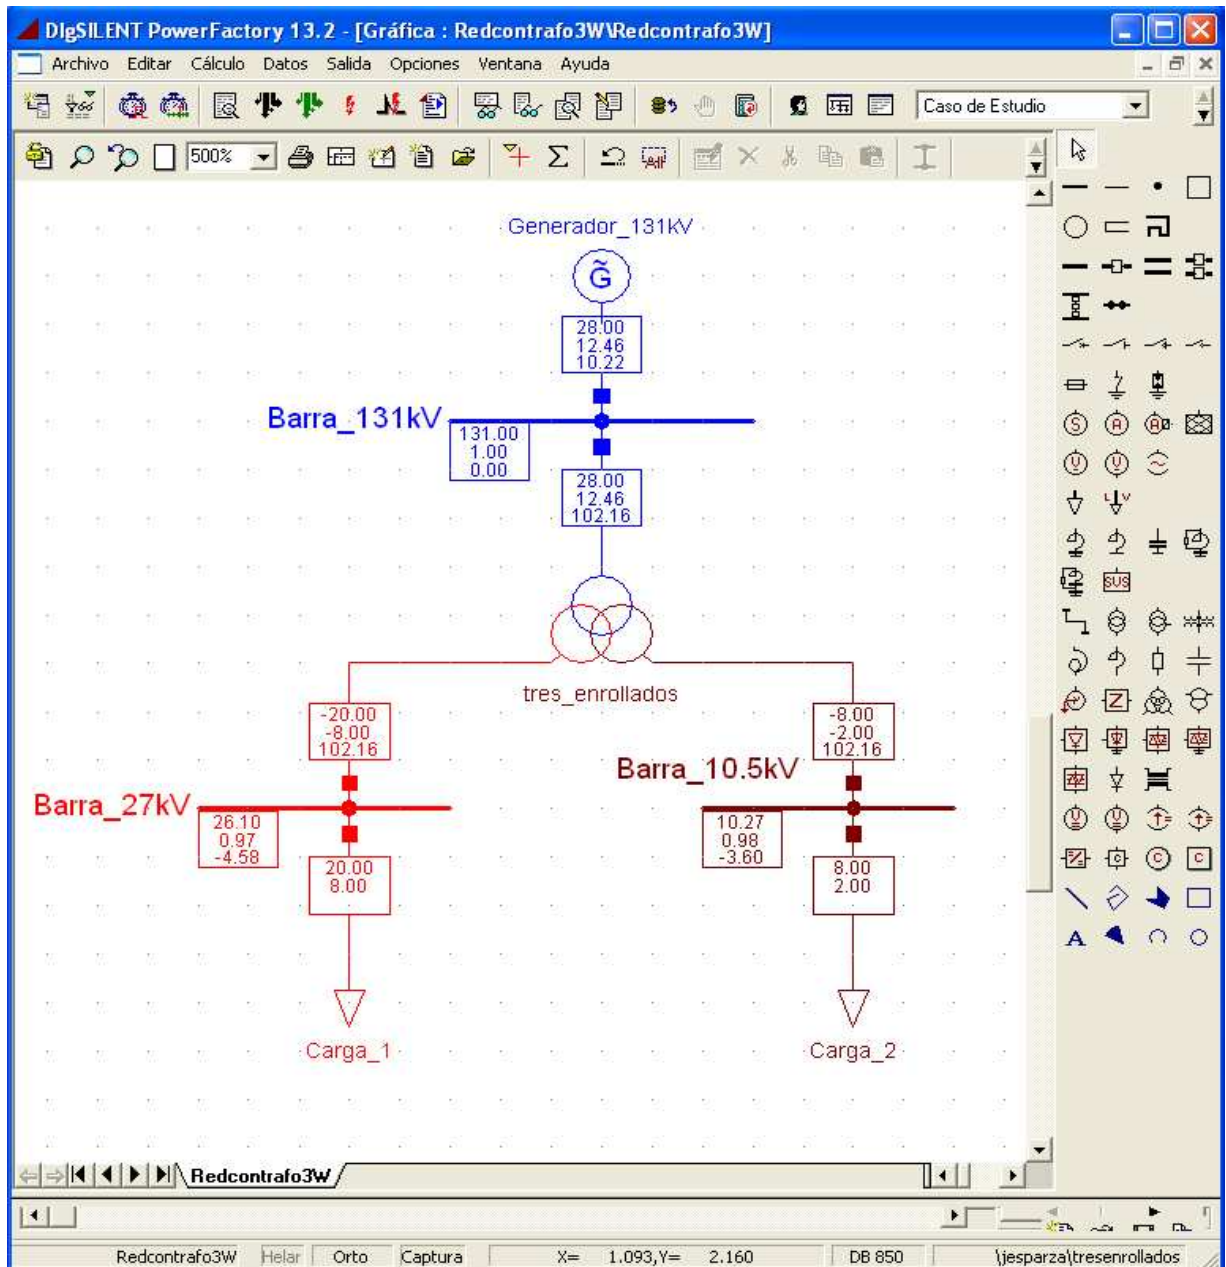 DIgSILENT PowerFactory 13.2 - [Gráfica : Redcontrafo3W\Redcontrafo3W]
Archivo Editar Cálculo Datos Salida Opciones Ventana Ayuda
Caso de Estudio
500%
Generador_131kV
G̃
28.00
12.46
10.22
Barra_131kV
131.00
1.00
0.00
28.00
12.46
102.16
tres_enrollados
-20.00
-8.00
102.16
-8.00
-2.00
102.16
Barra_10.5kV
Barra_27kV
26.10
0.97
-4.58
10.27
0.98
-3.60
20.00
8.00
8.00
2.00
Carga_1
Carga_2
Redcontrafo3W
Redcontrafo3W Helar Orto Captura X= 1.093,Y= 2.160 DB 850 \jesparza\tresenrollados